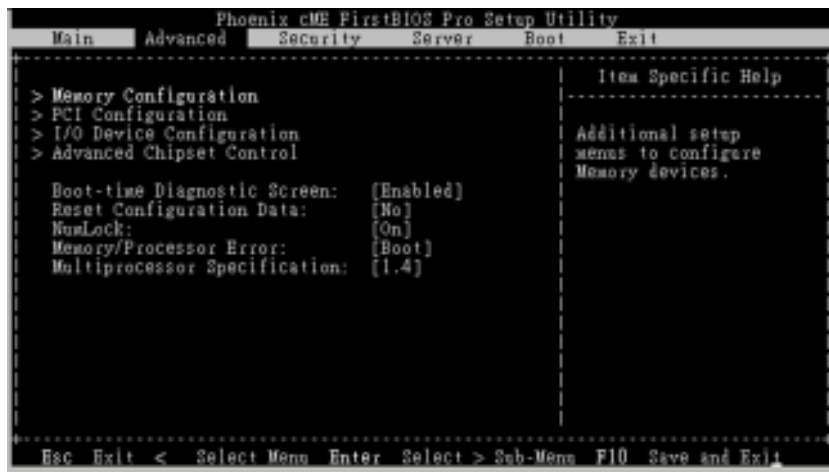 Phoenix cME FirstBIOS Pro Setup Utility
Main Advanced Security Server Boot Exit
Item Specific Help
> Memory Configuration
> PCI Configuration
> I/O Device Configuration
> Advanced Chipset Control
Additional setup
menus to configure
Memory devices.
Boot-time Diagnostic Screen: [Enabled]
Reset Configuration Data: [No]
NumLock: [On]
Memory/Processor Error: [Boot]
Multiprocessor Specification: [1.4]
Esc Exit < Select Menu Enter Select > Sub-Menu F10 Save and Exit